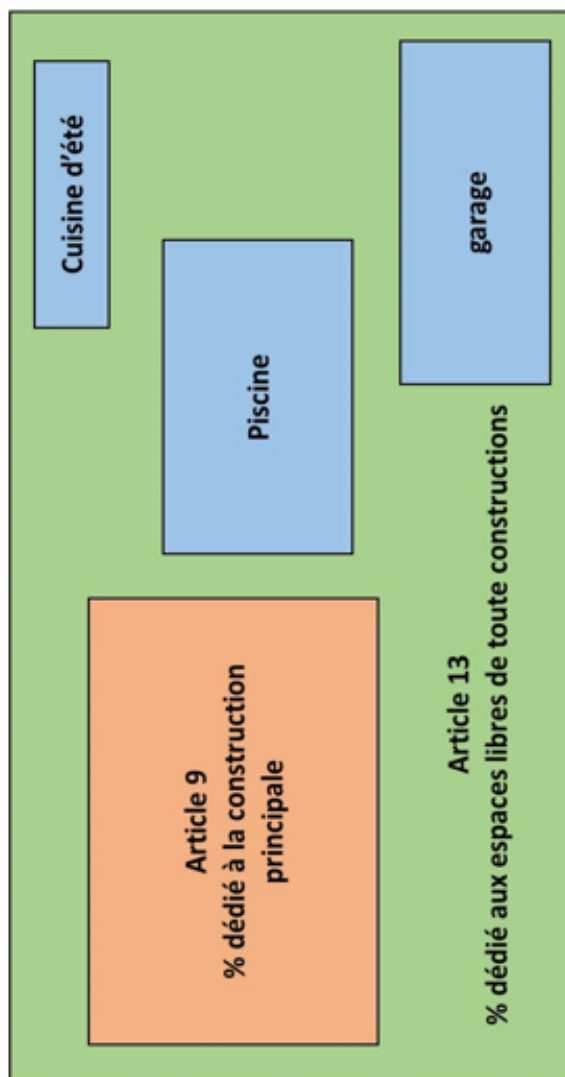 Cuisine d'été
Piscine
garage
Article 9
% dédié à la construction
principale
Article 13
% dédié aux espaces libres de toute constructions